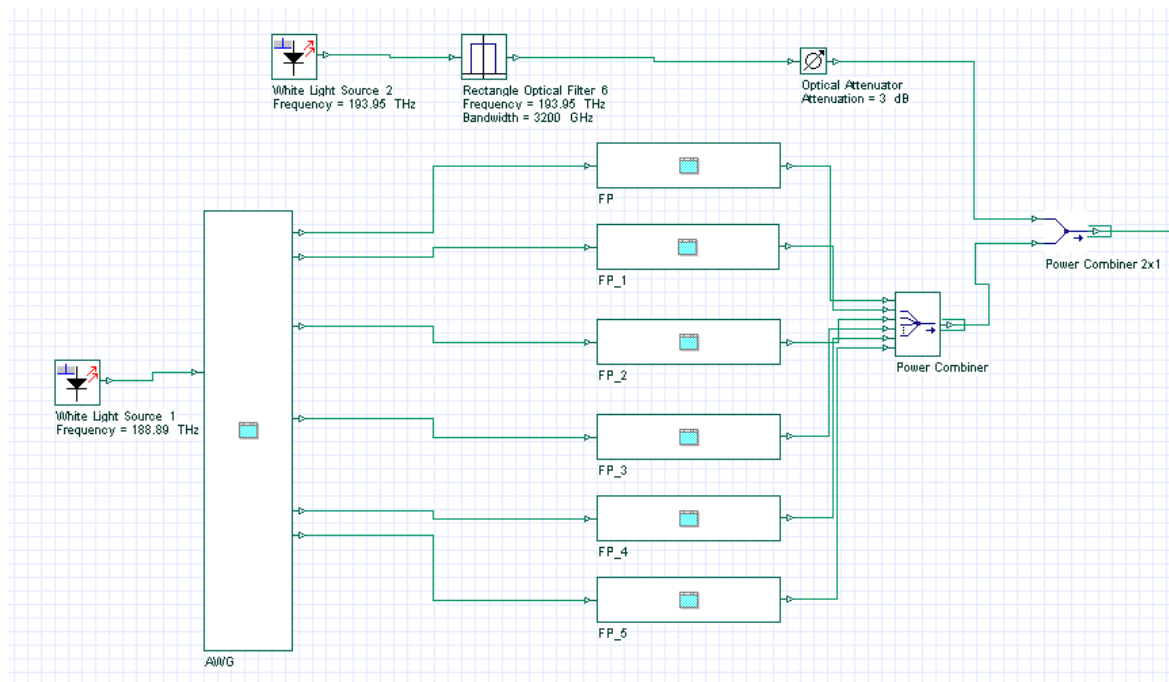 White Light Source 2
Frequency = 193.95 THz
Rectangle Optical Filter 6
Frequency = 193.95 THz
Bandwidth = 3200 GHz
Optical Attenuator
Attenuation = 3 dB
FP
FP_1
Power Combiner 2x1
FP_2
Power Combiner
White Light Source 1
Frequency = 188.89 THz
FP_3
FP_4
FP_5
AWG